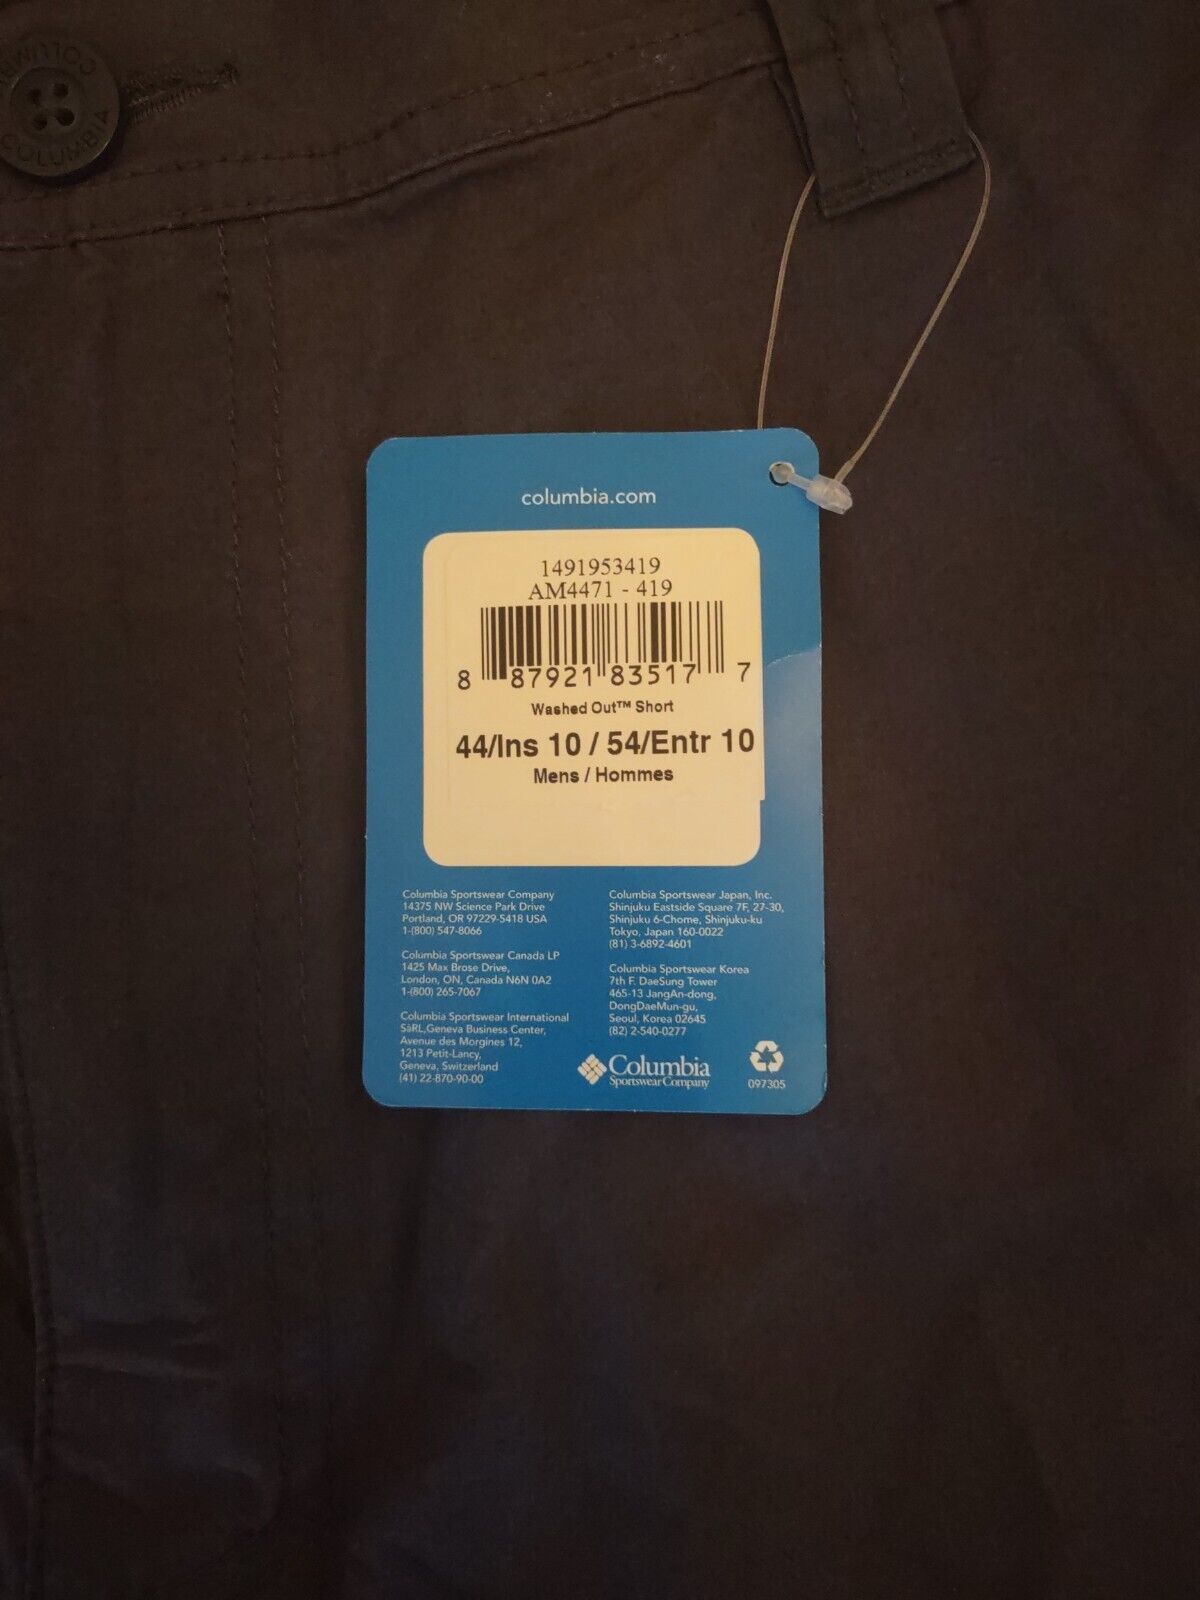 COLUMBIA
COLUMBIA
columbia.com
1491953419
AM4471 - 419
8 87921 83517 7
Washed Out™ Short
44/Ins 10 / 54/Entr 10
Mens / Hommes
Columbia Sportswear Company
14375 NW Science Park Drive
Portland, OR 97229-5418 USA
1-(800) 547-8066
Columbia Sportswear Canada LP
1425 Max Brose Drive,
London, ON, Canada N6N 0A2
1-(800) 265-7067
Columbia Sportswear International
SàRL,Geneva Business Center,
Avenue des Morgines 12,
1213 Petit-Lancy,
Geneva, Switzerland
(41) 22-870-90-00
Columbia Sportswear Japan, Inc.
Shinjuku Eastside Square 7F, 27-30,
Shinjuku 6-Chome, Shinjuku-ku
Tokyo, Japan 160-0022
(81) 3-6892-4601
Columbia Sportswear Korea
7th F. DaeSung Tower
465-13 JangAn-dong,
DongDaeMun-gu,
Seoul, Korea 02645
(82) 2-540-0277
Columbia
Sportswear Company
097305